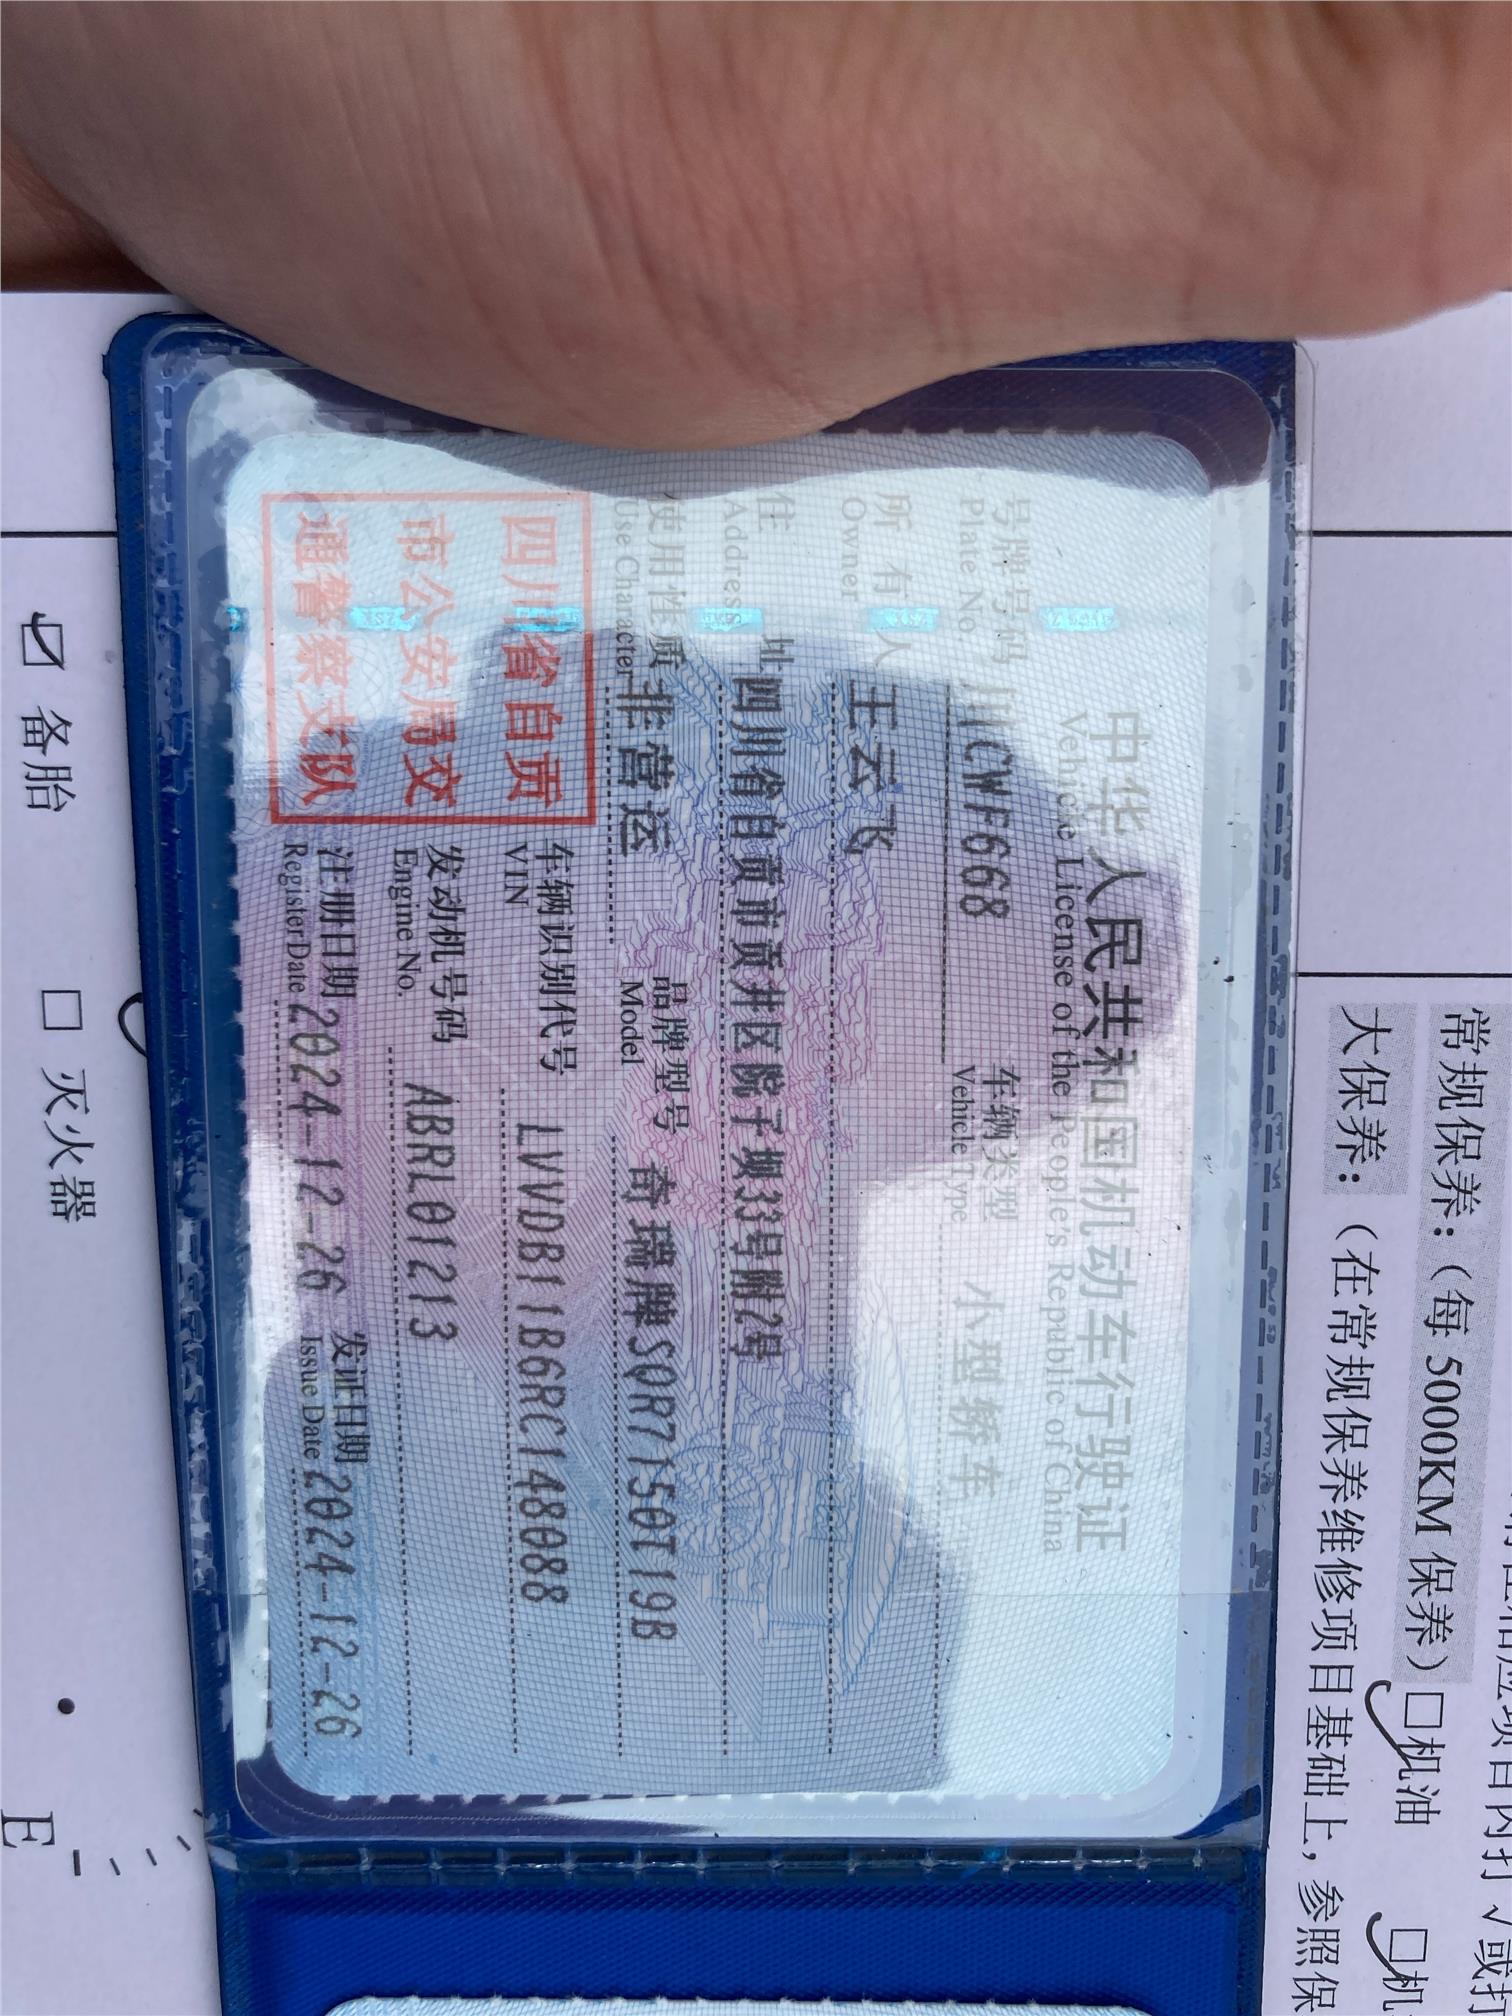 中华人民共和国机动车行驶证
Vehicle License of the People's Republic of China
号牌号码 川CWF668 车辆类型 小型轿车
Plate No. Vehicle Type
所有人 王云飞
Owner
住址 四川省自贡市贡井区院子坝33号附2号
Address
使用性质 非营运 品牌型号 奇瑞牌SQR7150T19B
Use Character Model
四川省自贡
市公安局交
通警察支队
车辆识别代号 LVVDB11B6RC148088
VIN
发动机号码 ABRL01213
Engine No.
注册日期 2024-12-26 发证日期 2024-12-26
Register Date Issue Date
常规保养：（每 5000KM 保养）□机油 □机
大保养：（在常规保养维修项目基础上，参照保
备胎 □ 灭火器
E